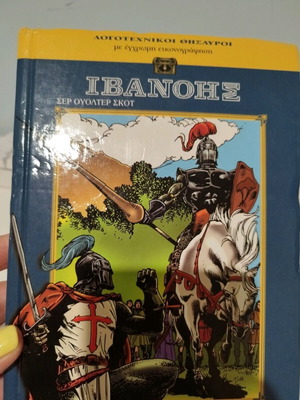 ΛΟΓΟΤΕΧΝΙΚΟΙ ΘΗΣΑΥΡΟΙ
με έγχρωμη εικονογράφηση
ΙΒΑΝΟΗΣ
ΣΕΡ ΟΥΟΛΤΕΡ ΣΚΟΤ